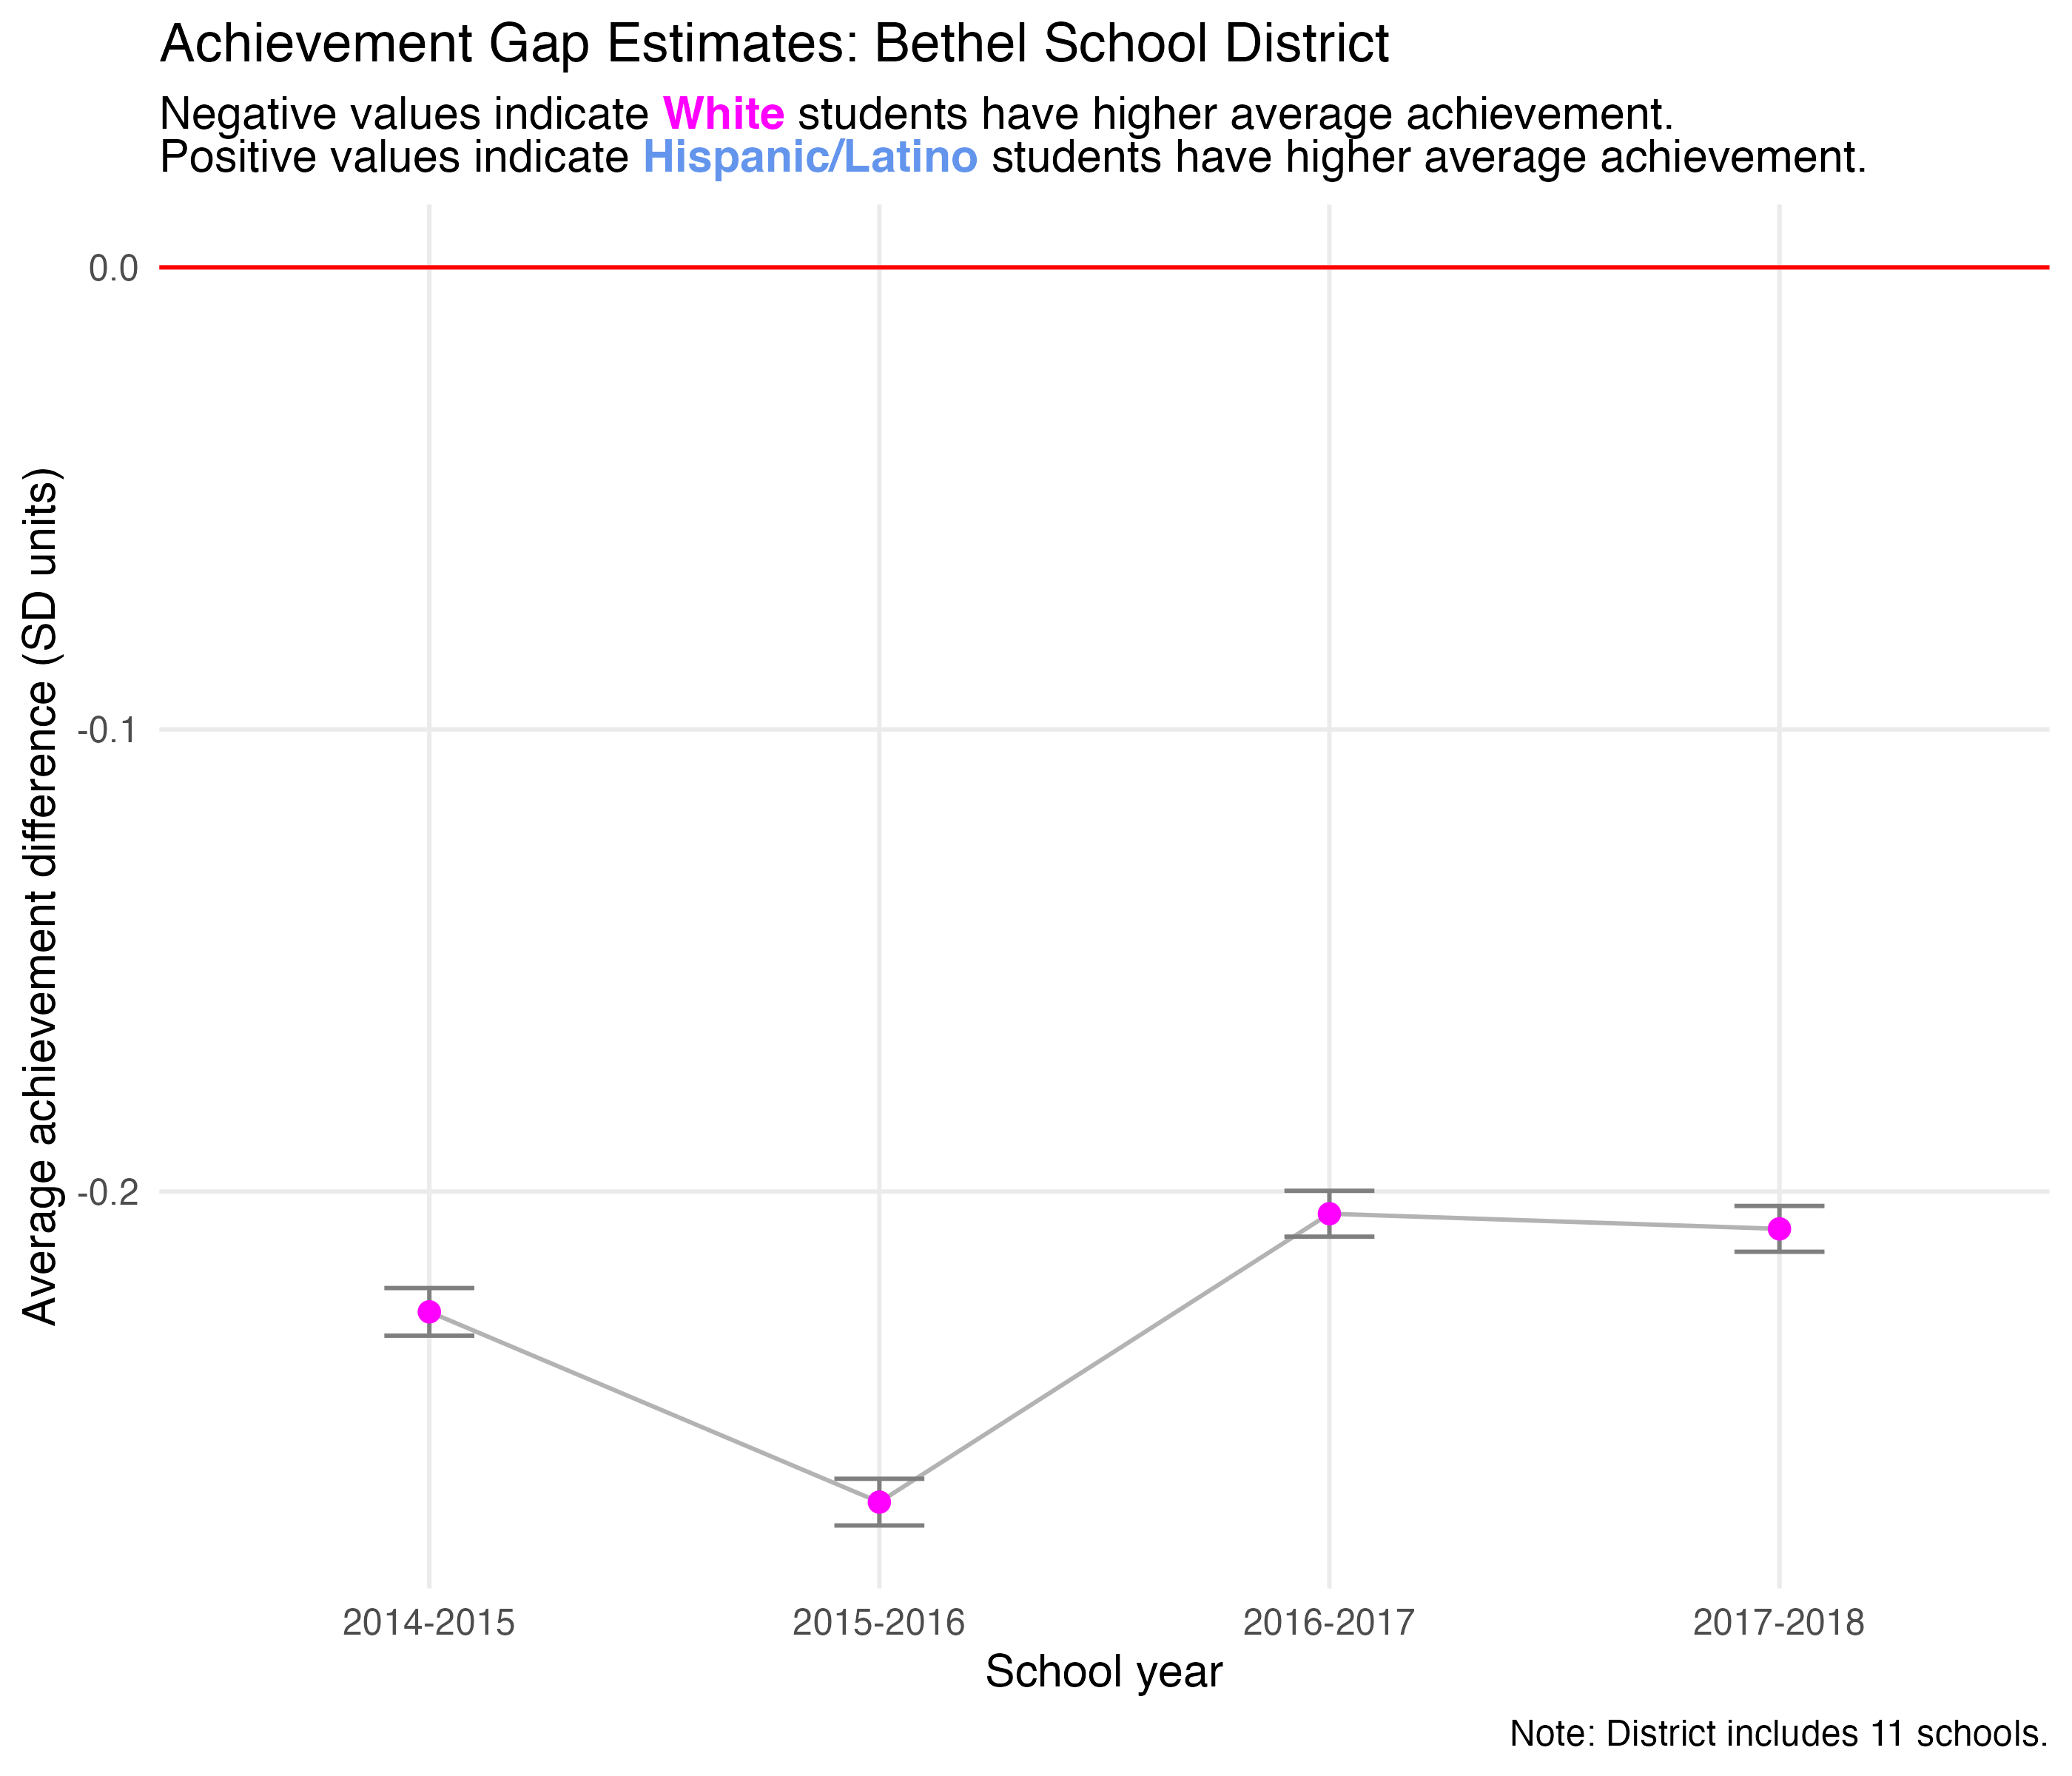 Achievement Gap Estimates: Bethel School District
Negative values indicate White students have higher average achievement.
Positive values indicate Hispanic/Latino students have higher average achievement.
Average achievement difference (SD units)
0.0
-0.1
-0.2
2014-2015 2015-2016 2016-2017 2017-2018
School year
Note: District includes 11 schools.